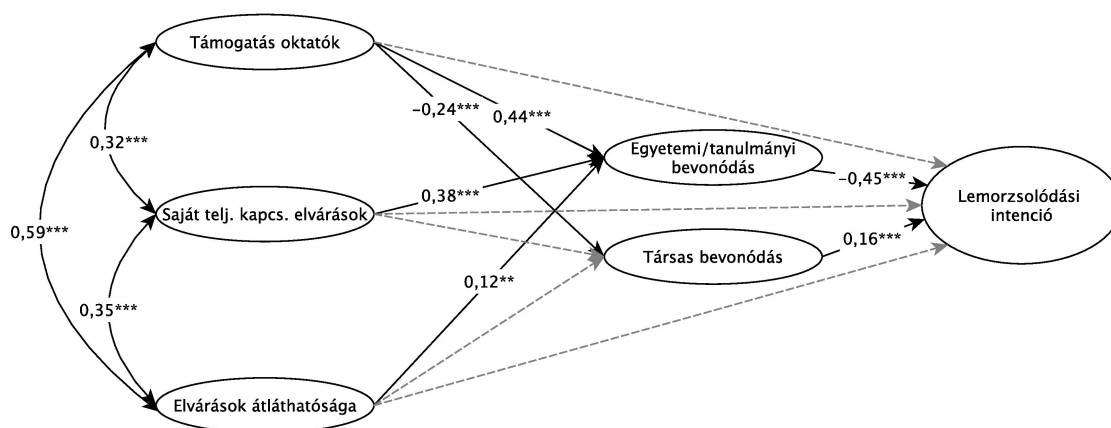 Támogatás oktatók
-0,24***
0,44***
0,32***
Egyetemi/tanulmányi
bevonódás
-0,45***
Lemorzsolódási
intenció
0,38***
Saját telj. kapcs. elvárások
0,59***
0,16***
Társas bevonódás
0,12**
0,35***
Elvárások átláthatósága